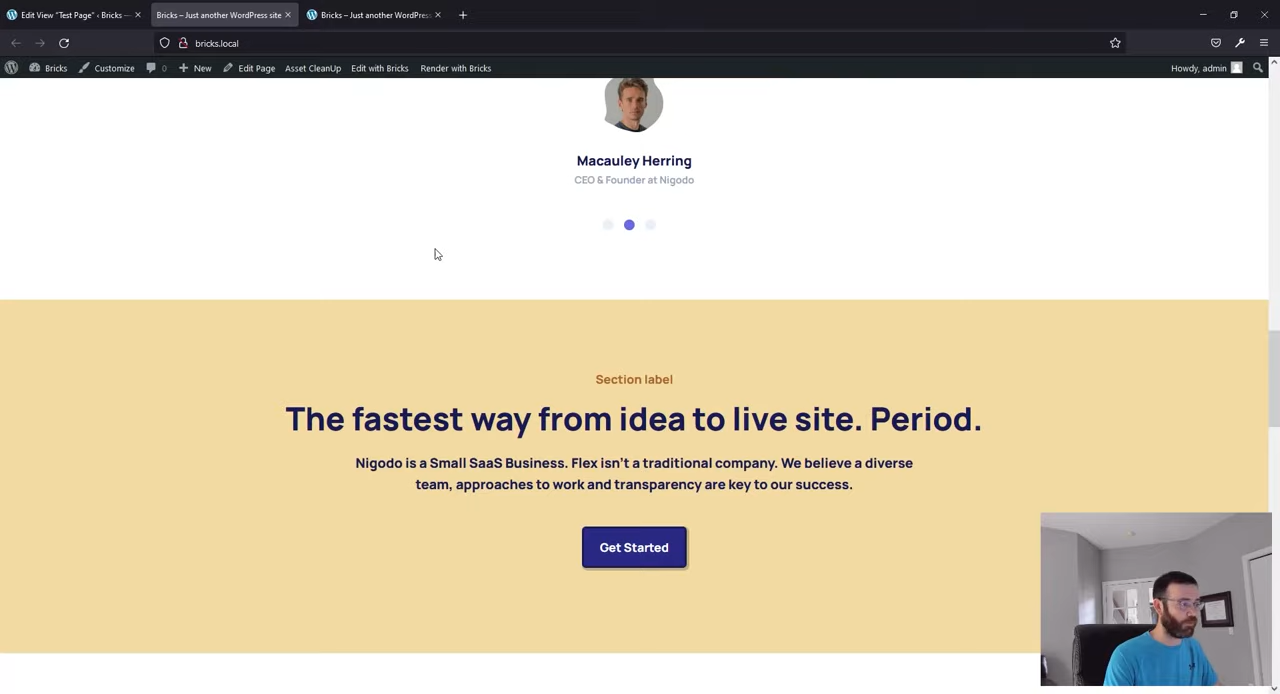 Edit View "Test Page" ‹ Bricks —
Bricks – Just another WordPress site
Bricks – Just another WordPress
bricks.local
Bricks
Customize
0
New
Edit Page
Asset CleanUp
Edit with Bricks
Render with Bricks
Howdy, admin
Macauley Herring
CEO & Founder at Nigodo
Section label
The fastest way from idea to live site. Period.
Nigodo is a Small SaaS Business. Flex isn't a traditional company. We believe a diverse
team, approaches to work and transparency are key to our success.
Get Started